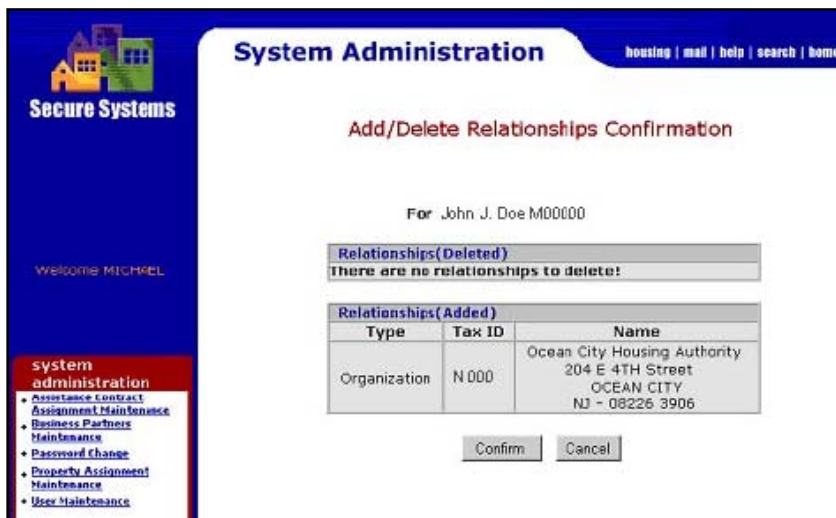 Secure Systems
Welcome MICHAEL
system
administration
Assistance Contract
Assignment Maintenance
Business Partners
Maintenance
Password Change
Property Assignment
Maintenance
User Maintenance
System Administration
housing | mail | help | search | home
Add/Delete Relationships Confirmation
For John J. Doe M00000
Relationships(Deleted)
There are no relationships to delete!
Relationships(Added)
Type Tax ID Name
Organization N 000 Ocean City Housing Authority
204 E 4TH Street
OCEAN CITY
NJ - 08226 3906
Confirm Cancel